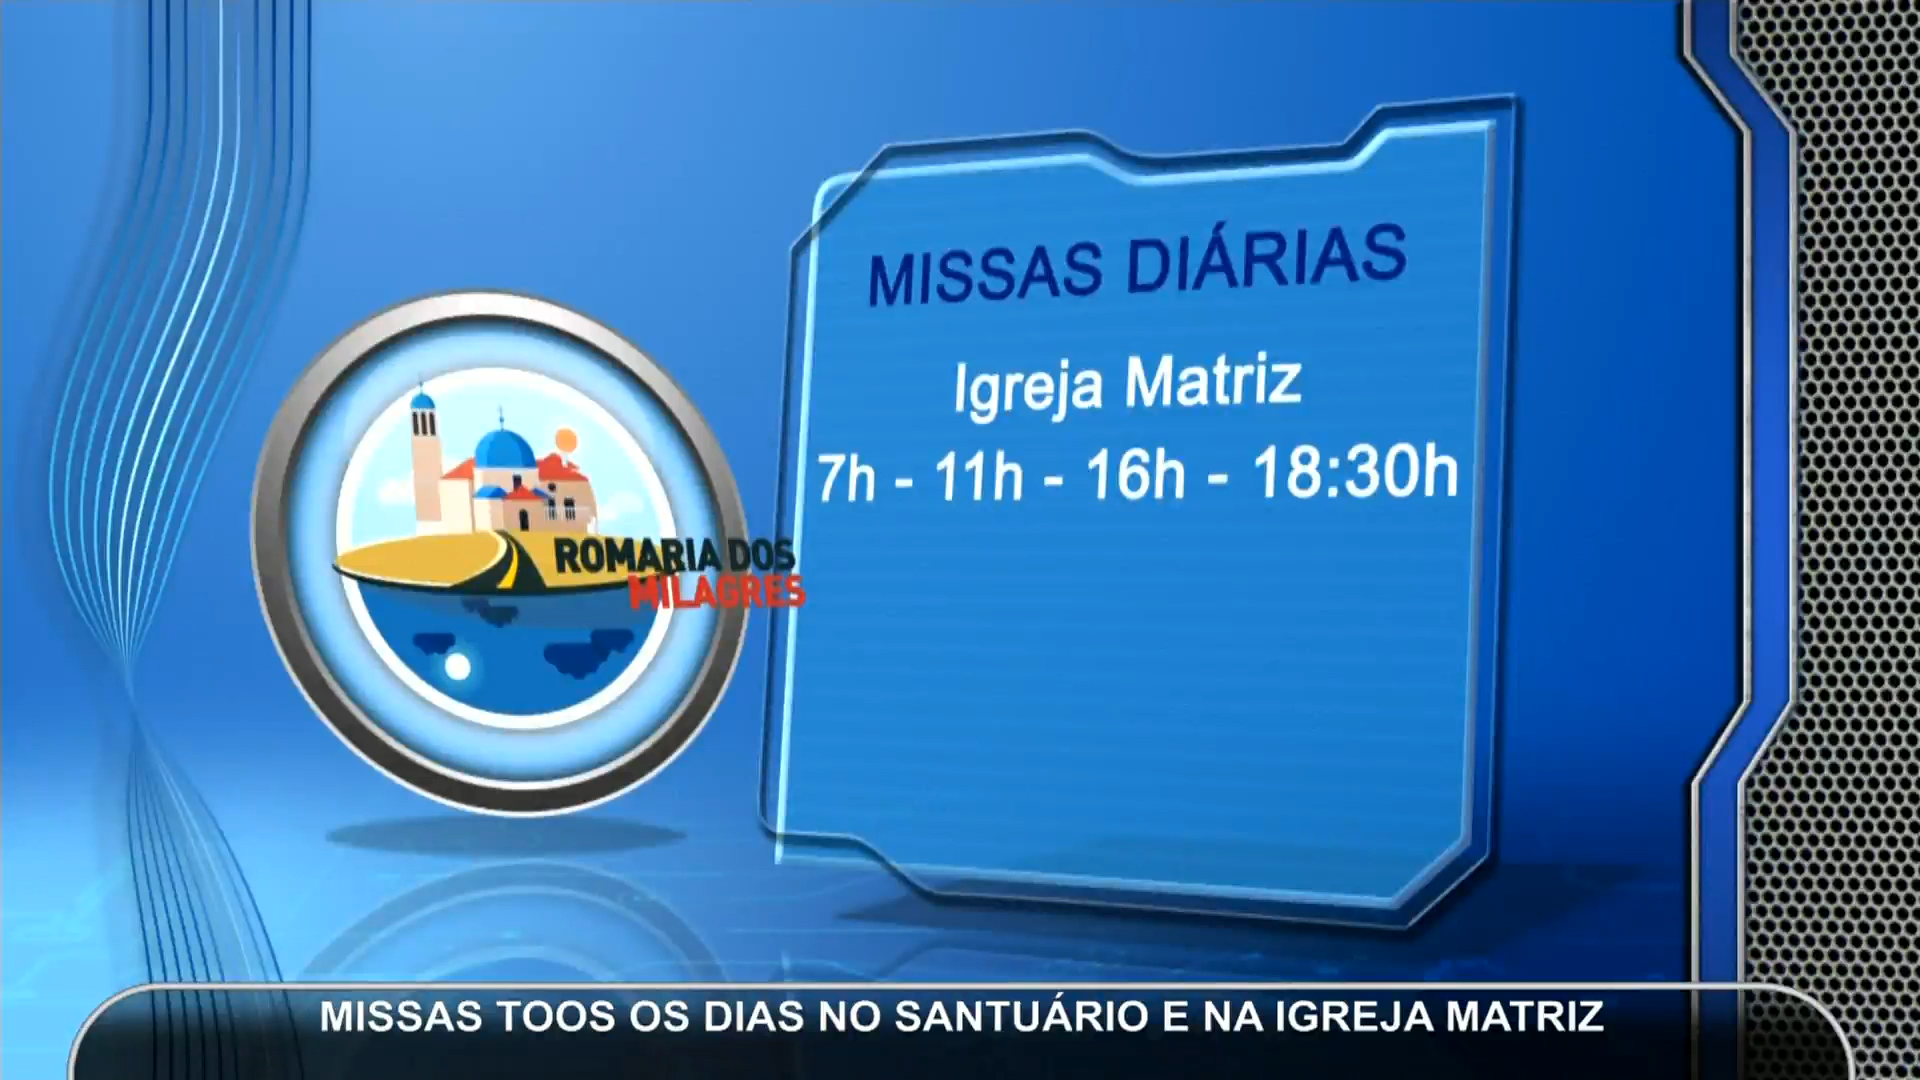 MISSAS DIÁRIAS
Igreja Matriz
7h - 11h - 16h - 18:30h
ROMARIA DOS
MILAGRES
MISSAS TOOS OS DIAS NO SANTUÁRIO E NA IGREJA MATRIZ